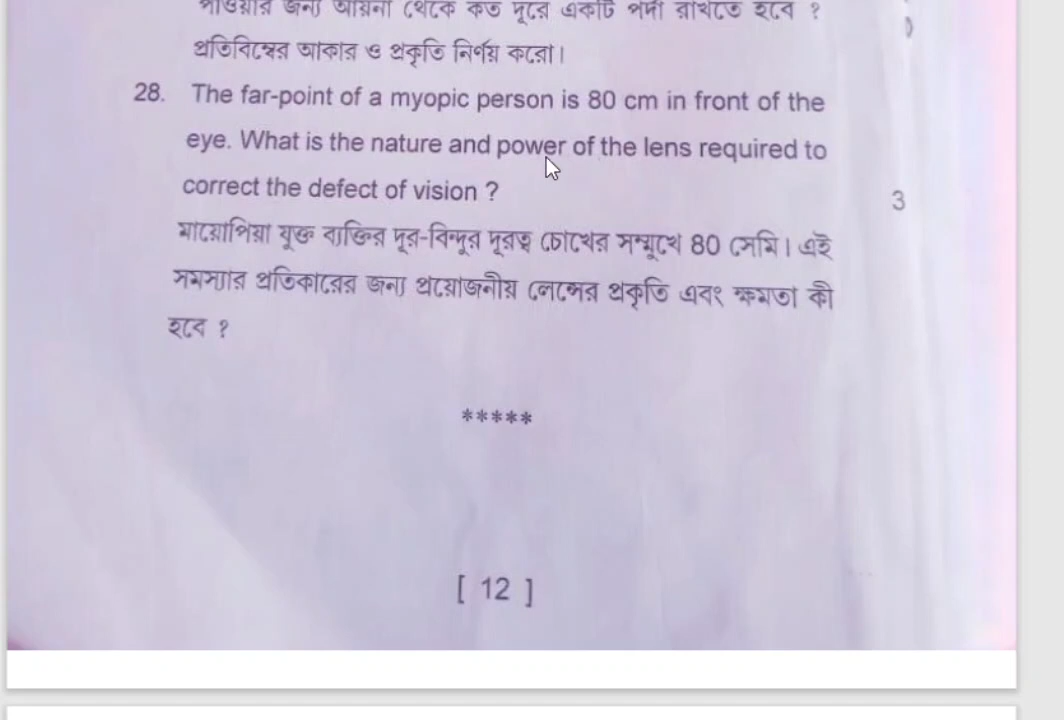 পাওয়ার জন্য আয়না থেকে কত দূরে একটি পর্দা রাখতে হবে ?
প্রতিবিম্বের আকার ও প্রকৃতি নির্ণয় করো।
28. The far-point of a myopic person is 80 cm in front of the
eye. What is the nature and power of the lens required to
correct the defect of vision ?
3
মায়োপিয়া যুক্ত ব্যক্তির দূর-বিন্দুর দূরত্ব চোখের সম্মুখে 80 সেমি। এই
সমস্যার প্রতিকারের জন্য প্রয়োজনীয় লেন্সের প্রকৃতি এবং ক্ষমতা কী
হবে ?
*****
[ 12 ]